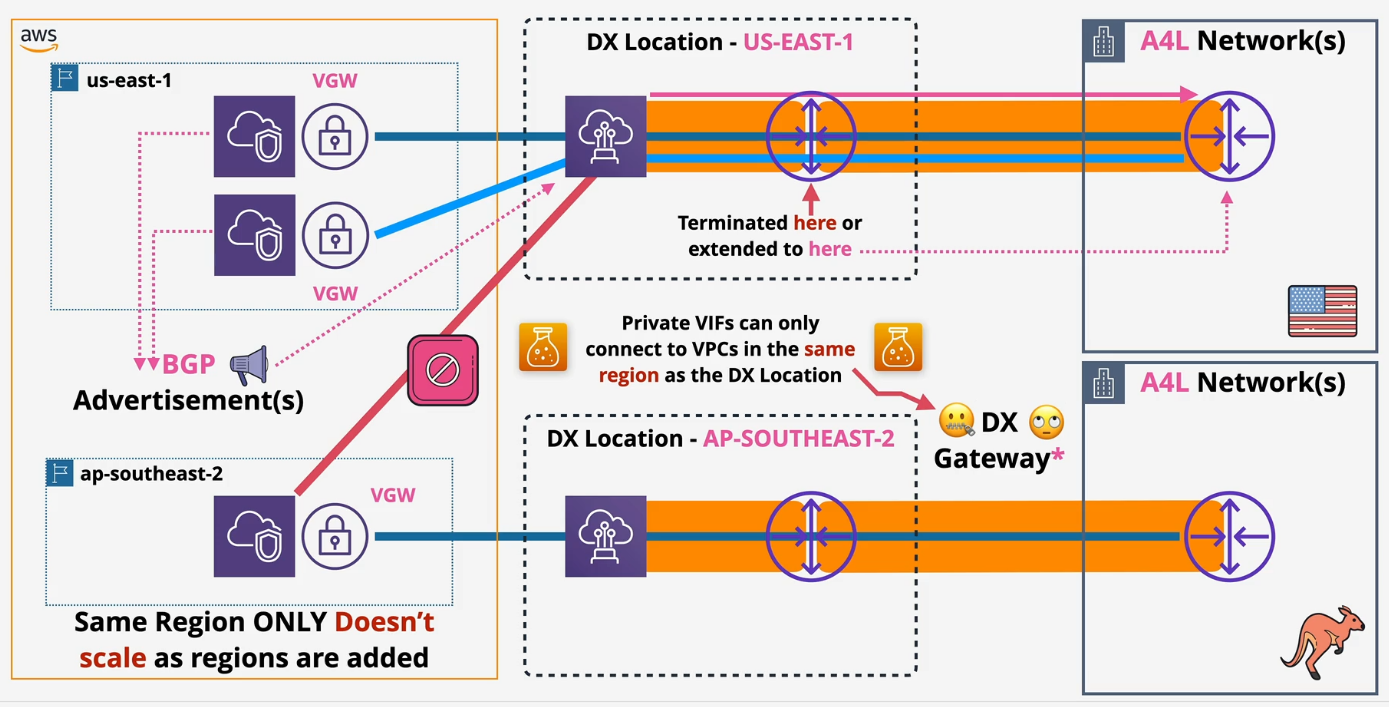 aws
us-east-1
VGW
VGW
BGP
Advertisement(s)
ap-southeast-2
VGW
Same Region ONLY Doesn’t
scale as regions are added
DX Location - US-EAST-1
Terminated here or
extended to here
Private VIFs can only
connect to VPCs in the same
region as the DX Location
DX
Gateway*
DX Location - AP-SOUTHEAST-2
A4L Network(s)
A4L Network(s)